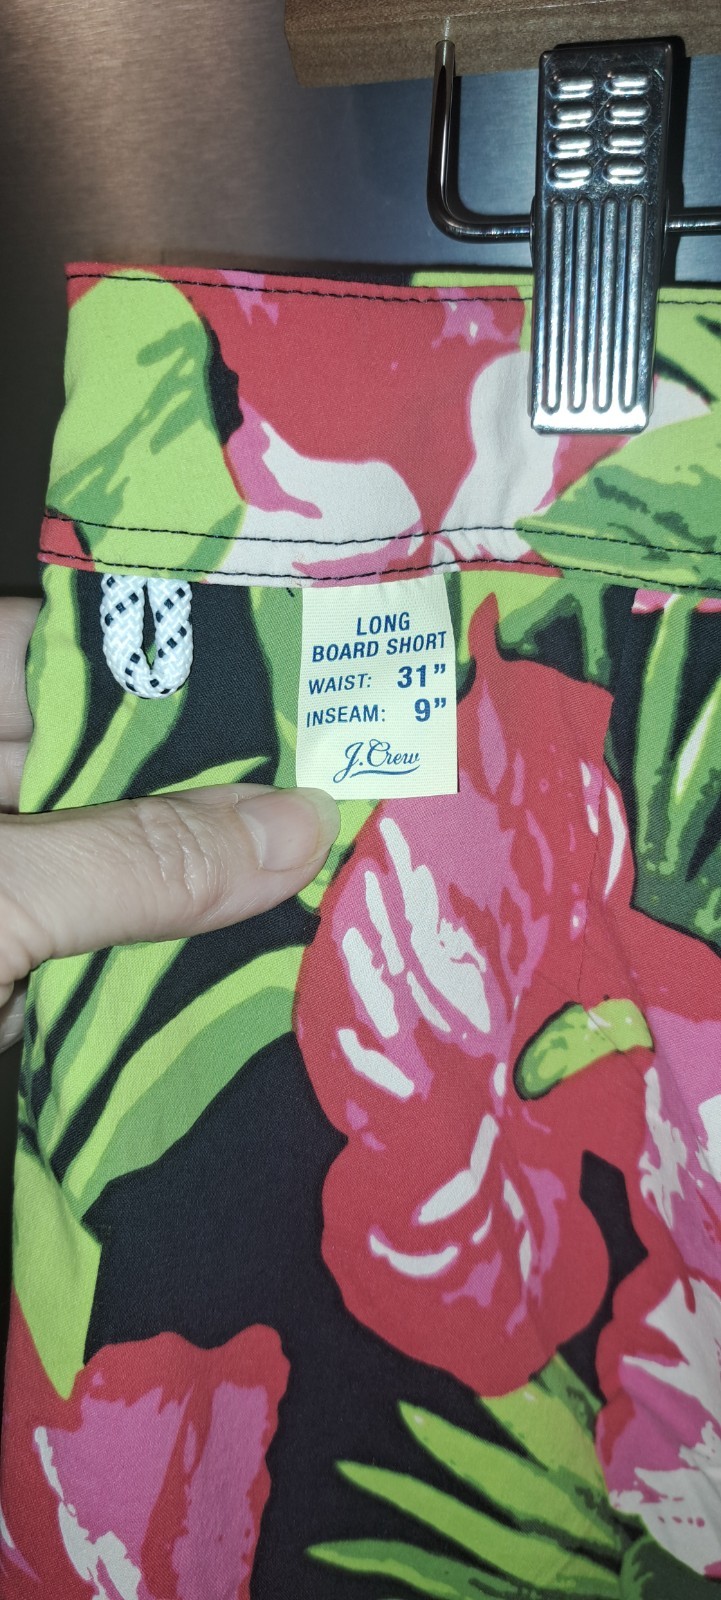 LONG
BOARD SHORT
WAIST: 31”
INSEAM: 9”
J.Crew